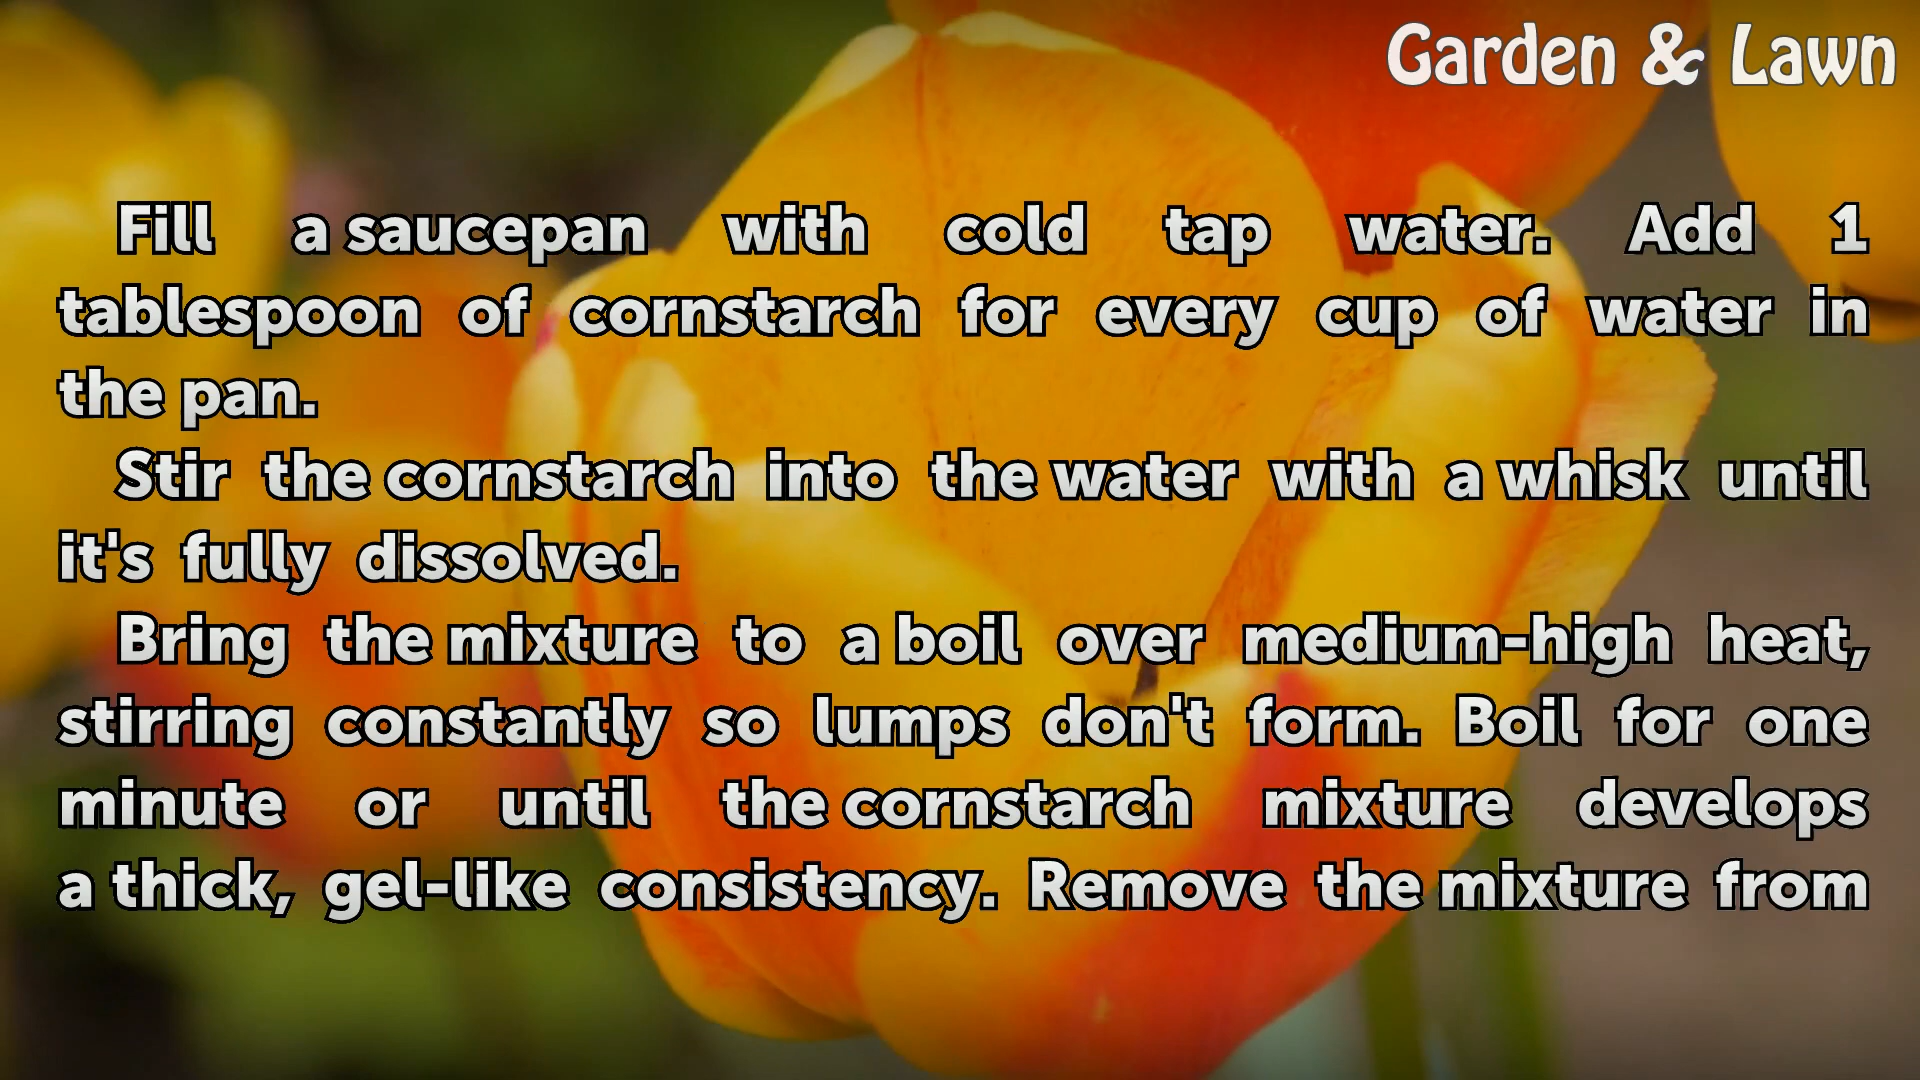 Garden & Lawn
Fill a saucepan with cold tap water. Add 1
tablespoon of cornstarch for every cup of water in
the pan.
Stir the cornstarch into the water with a whisk until
it's fully dissolved.
Bring the mixture to a boil over medium-high heat,
stirring constantly so lumps don't form. Boil for one
minute or until the cornstarch mixture develops
a thick, gel-like consistency. Remove the mixture from